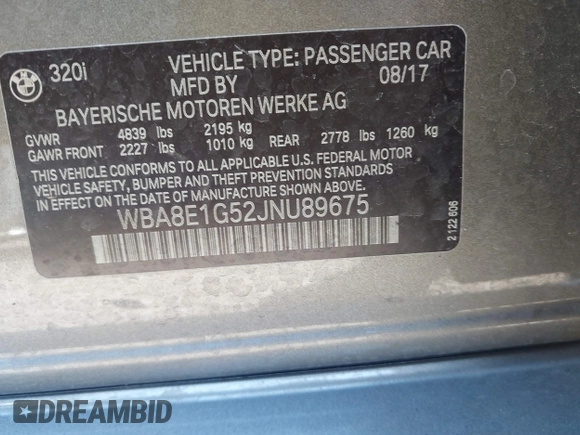 320i VEHICLE TYPE: PASSENGER CAR
MFD BY 08/17
BAYERISCHE MOTOREN WERKE AG
GVWR 4839 lbs 2195 kg
GAWR FRONT 2227 lbs 1010 kg REAR 2778 lbs 1260 kg
THIS VEHICLE CONFORMS TO ALL APPLICABLE U.S. FEDERAL MOTOR
VEHICLE SAFETY, BUMPER AND THEFT PREVENTION STANDARDS
IN EFFECT ON THE DATE OF MANUFACTURE SHOWN ABOVE.
WBA8E1G52JNU89675
2 122 606
DREAMBID